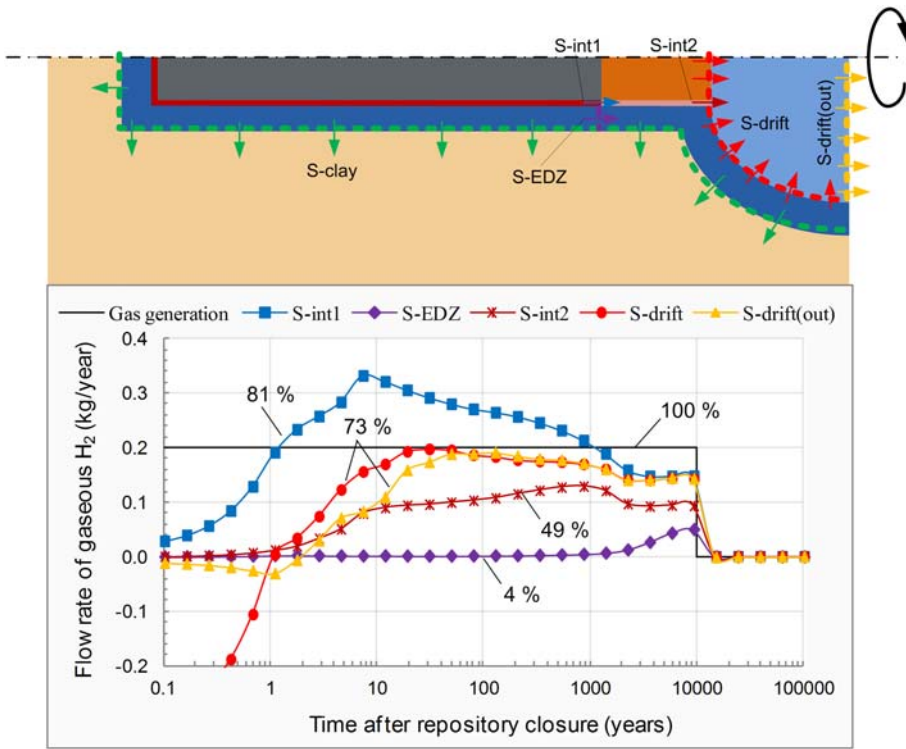 S-int1 S-int2
S-drift
S-drift(out)
S-clay
S-EDZ
Gas generation S-int1 S-EDZ S-int2 S-drift S-drift(out)
Flow rate of gaseous H₂ (kg/year)
0.4
0.3
0.2
0.1
0.0
-0.1
-0.2
81 %
73 %
100 %
49 %
4 %
0.1 1 10 100 1000 10000 100000
Time after repository closure (years)